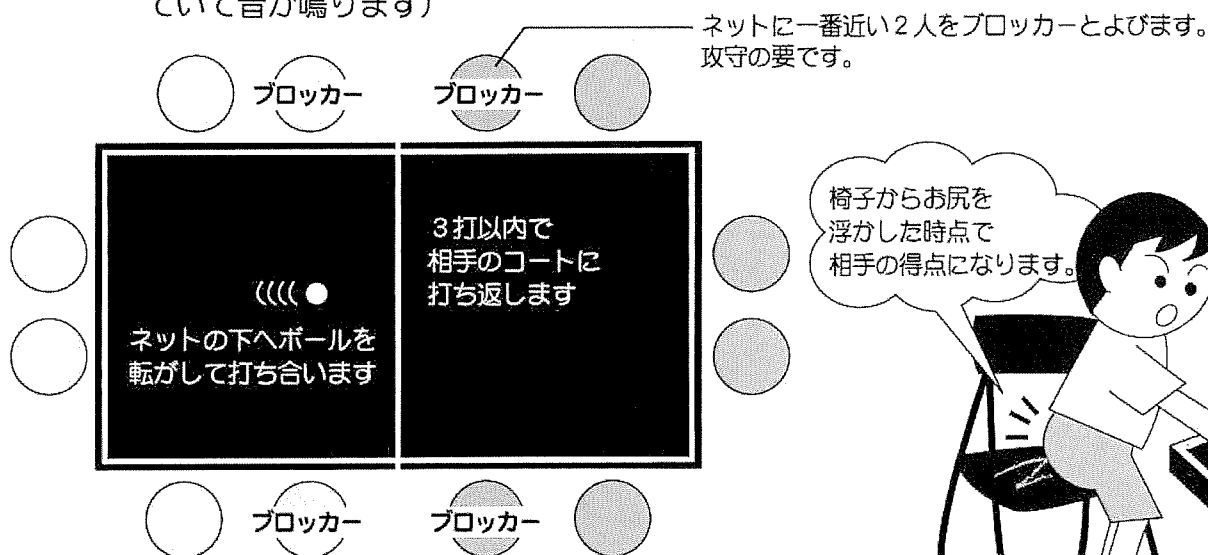 ていて音が鳴ります）
ネットに一番近い２人をブロッカーとよびます。
攻守の要です。
ブロッカー
ブロッカー
椅子からお尻を
浮かした時点で
相手の得点になります。
３打以内で
相手のコートに
打ち返します
ネットの下へボールを
転がして打ち合います
ブロッカー
ブロッカー